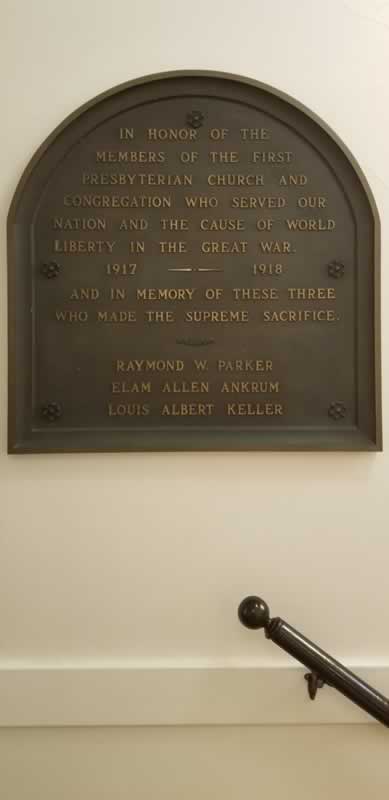 IN HONOR OF THE
MEMBERS OF THE FIRST
PRESBYTERIAN CHURCH AND
CONGREGATION WHO SERVED OUR
NATION AND THE CAUSE OF WORLD
LIBERTY IN THE GREAT WAR.
1917 — 1918
AND IN MEMORY OF THESE THREE
WHO MADE THE SUPREME SACRIFICE.
RAYMOND W. PARKER
ELAM ALLEN ANKRUM
LOUIS ALBERT KELLER